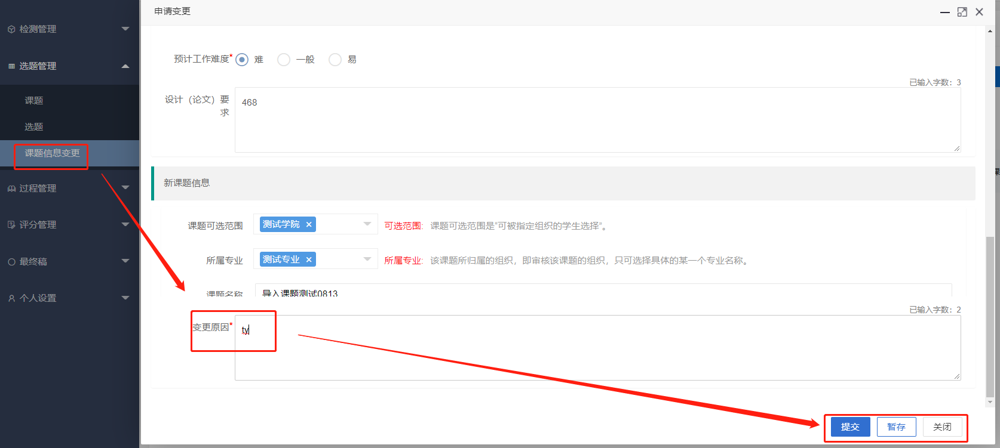 检测管理
选题管理
课题
选题
课题信息变更
过程管理
评分管理
最终稿
个人设置
申请变更
预计工作难度* 难 一般 易
已输入字数：3
设计（论文）要
求
468
新课题信息
课题可选范围 测试学院 × 可选范围: 课题可选范围是“可被指定组织的学生选择”。
所属专业 测试专业 × 所属专业: 该课题所归属的组织，即审核该课题的组织，只可选择具体的某一个专业名称。
课题名称 导入课题测试0813
已输入字数：2
变更原因* ty
提交 暂存 关闭
课